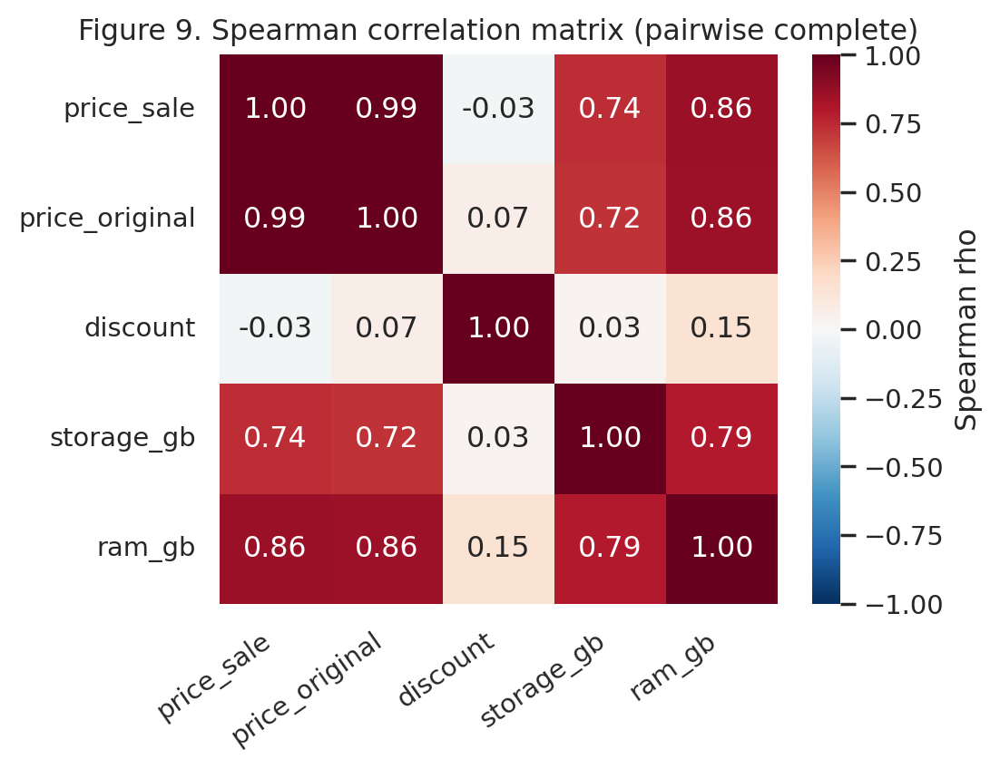 Figure 9. Spearman correlation matrix (pairwise complete)
price_sale 1.00 0.99 -0.03 0.74 0.86
price_original 0.99 1.00 0.07 0.72 0.86
discount -0.03 0.07 1.00 0.03 0.15
storage_gb 0.74 0.72 0.03 1.00 0.79
ram_gb 0.86 0.86 0.15 0.79 1.00
price_sale price_original discount storage_gb ram_gb
1.00
0.75
0.50
0.25
0.00
−0.25
−0.50
−0.75
−1.00
Spearman rho